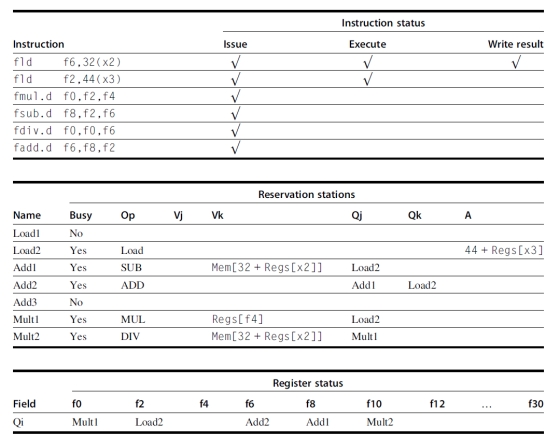 Instruction status
Instruction Issue Execute Write result
fld f6,32(x2) √ √ √
fld f2,44(x3) √ √
fmul.d f0,f2,f4 √
fsub.d f8,f2,f6 √
fdiv.d f0,f0,f6 √
fadd.d f6,f8,f2 √
Reservation stations
Name Busy Op Vj Vk Qj Qk A
Load1 No
Load2 Yes Load 44 + Regs[x3]
Add1 Yes SUB Mem[32 + Regs[x2]] Load2
Add2 Yes ADD Add1 Load2
Add3 No
Mult1 Yes MUL Regs[f4] Load2
Mult2 Yes DIV Mem[32 + Regs[x2]] Mult1
Register status
Field f0 f2 f4 f6 f8 f10 f12 ... f30
Qi Mult1 Load2 Add2 Add1 Mult2